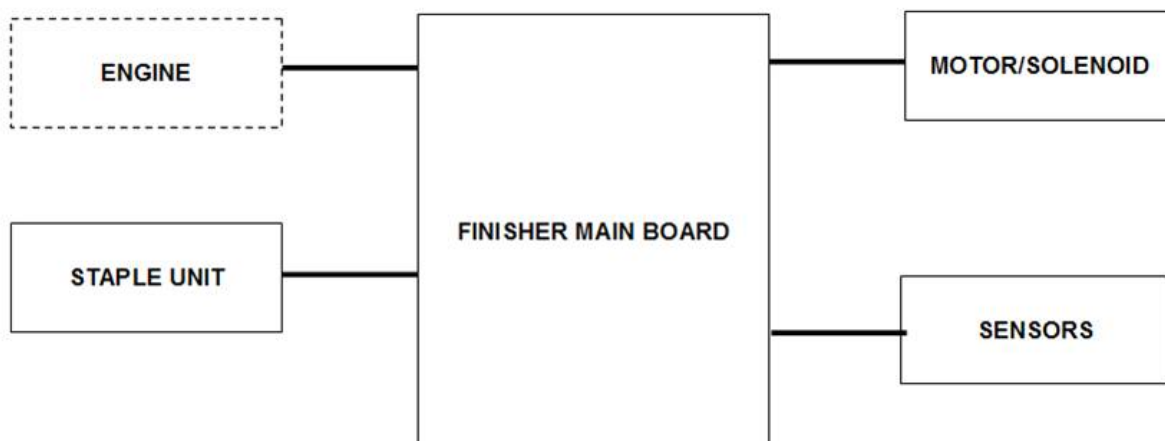 ENGINE
MOTOR/SOLENOID
FINISHER MAIN BOARD
STAPLE UNIT
SENSORS